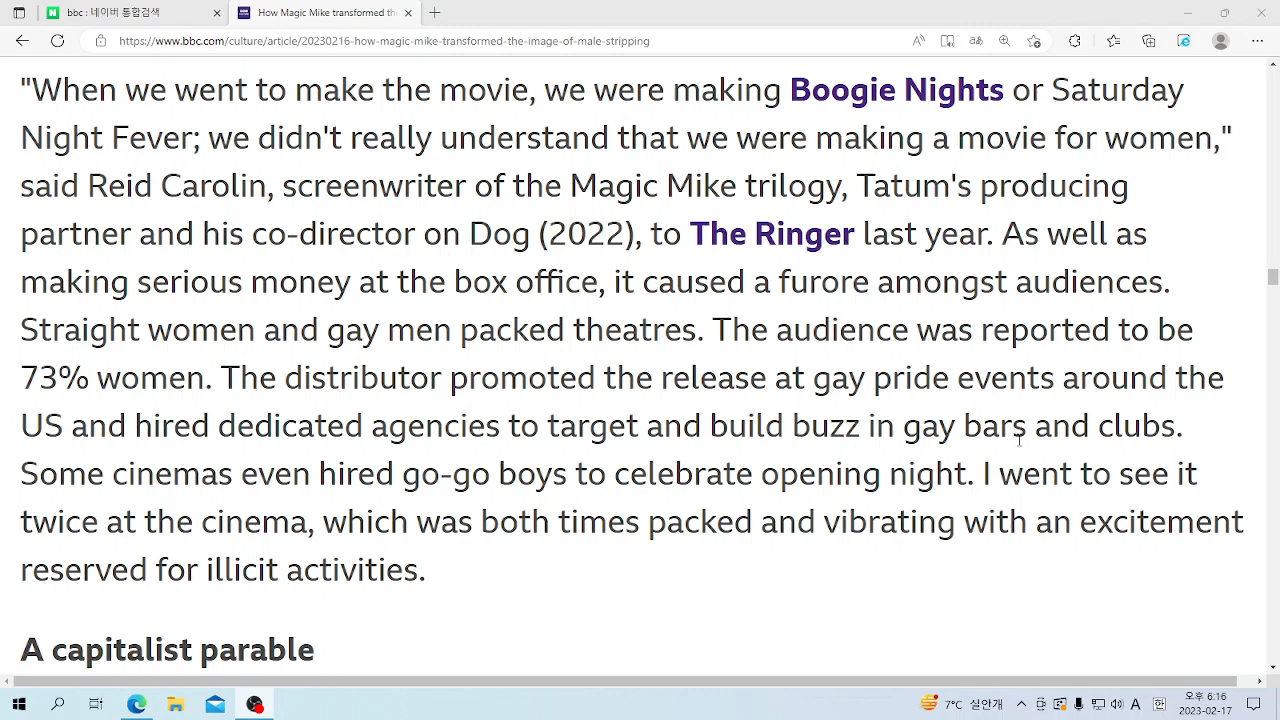 bbc : 네이버 통합검색
How Magic Mike transformed th
https://www.bbc.com/culture/article/20230216-how-magic-mike-transformed-the-image-of-male-stripping
"When we went to make the movie, we were making Boogie Nights or Saturday
Night Fever; we didn't really understand that we were making a movie for women,"
said Reid Carolin, screenwriter of the Magic Mike trilogy, Tatum's producing
partner and his co-director on Dog (2022), to The Ringer last year. As well as
making serious money at the box office, it caused a furore amongst audiences.
Straight women and gay men packed theatres. The audience was reported to be
73% women. The distributor promoted the release at gay pride events around the
US and hired dedicated agencies to target and build buzz in gay bars and clubs.
Some cinemas even hired go-go boys to celebrate opening night. I went to see it
twice at the cinema, which was both times packed and vibrating with an excitement
reserved for illicit activities.
A capitalist parable
7°C 실안개
A
오후 6:16
2023-02-17